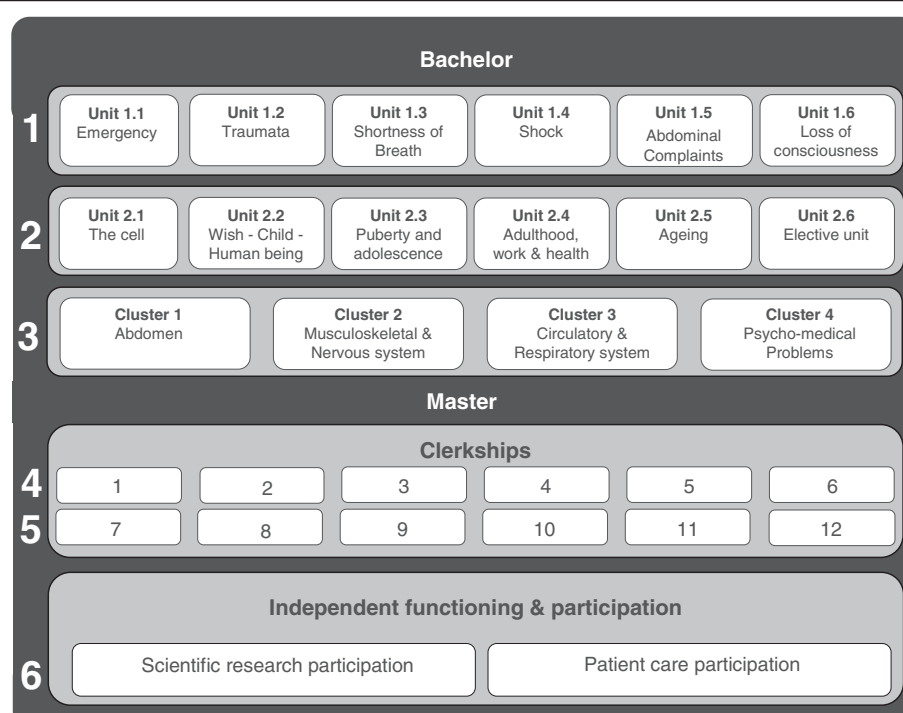 Bachelor
1
Unit 1.1
Emergency
Unit 1.2
Traumata
Unit 1.3
Shortness of
Breath
Unit 1.4
Shock
Unit 1.5
Abdominal
Complaints
Unit 1.6
Loss of
consciousness
2
Unit 2.1
The cell
Unit 2.2
Wish - Child -
Human being
Unit 2.3
Puberty and
adolescence
Unit 2.4
Adulthood,
work & health
Unit 2.5
Ageing
Unit 2.6
Elective unit
3
Cluster 1
Abdomen
Cluster 2
Musculoskeletal &
Nervous system
Cluster 3
Circulatory &
Respiratory system
Cluster 4
Psycho-medical
Problems
Master
Clerkships
4
1
2
3
4
5
6
5
7
8
9
10
11
12
Independent functioning & participation
6
Scientific research participation
Patient care participation